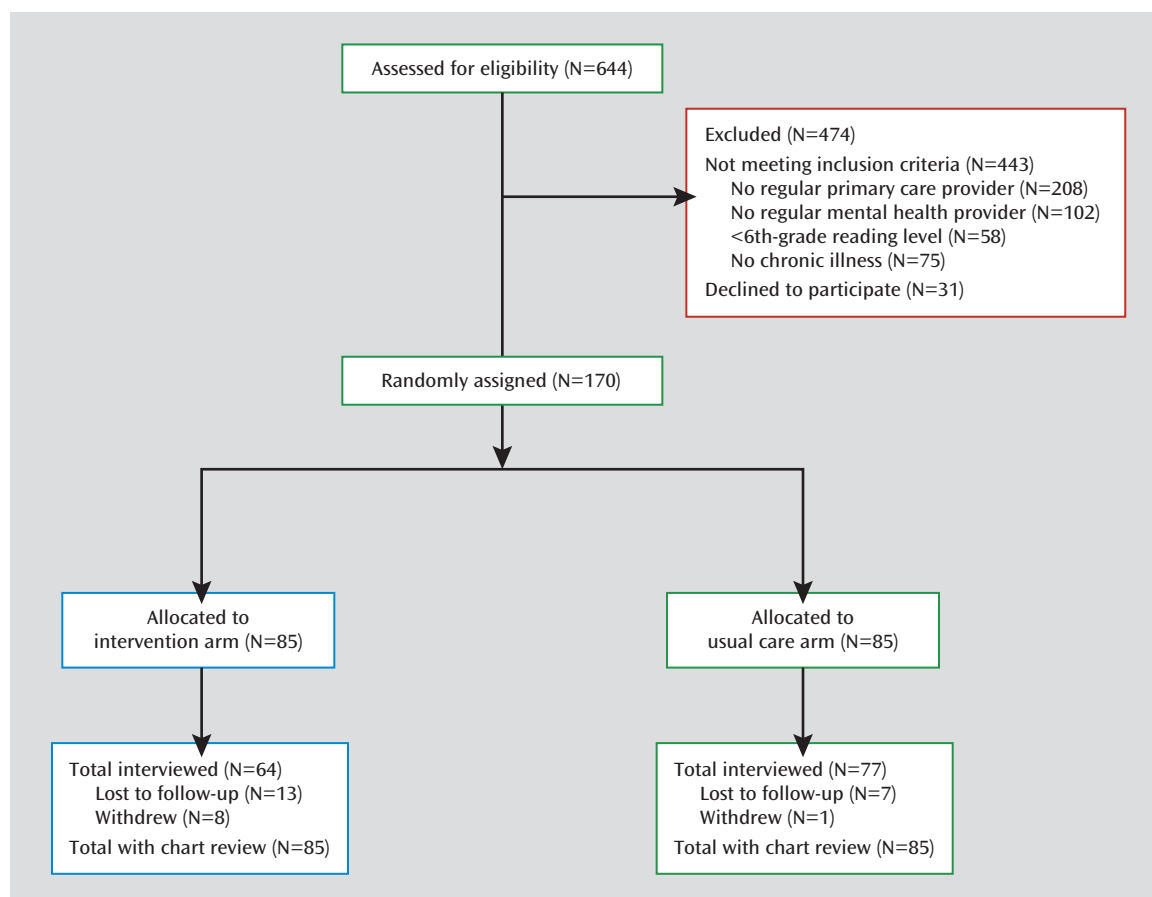 Assessed for eligibility (N=644)
Excluded (N=474)
Not meeting inclusion criteria (N=443)
No regular primary care provider (N=208)
No regular mental health provider (N=102)
<6th-grade reading level (N=58)
No chronic illness (N=75)
Declined to participate (N=31)
Randomly assigned (N=170)
Allocated to
intervention arm (N=85)
Allocated to
usual care arm (N=85)
Total interviewed (N=64)
Lost to follow-up (N=13)
Withdrew (N=8)
Total with chart review (N=85)
Total interviewed (N=77)
Lost to follow-up (N=7)
Withdrew (N=1)
Total with chart review (N=85)